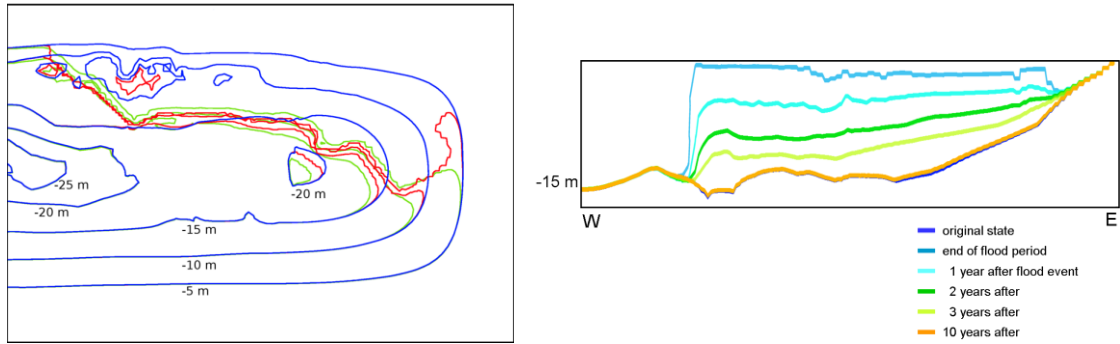 -25 m
-20 m
-20 m
-15 m
-10 m
-5 m
-15 m
W
E
original state
end of flood period
1 year after flood event
2 years after
3 years after
10 years after